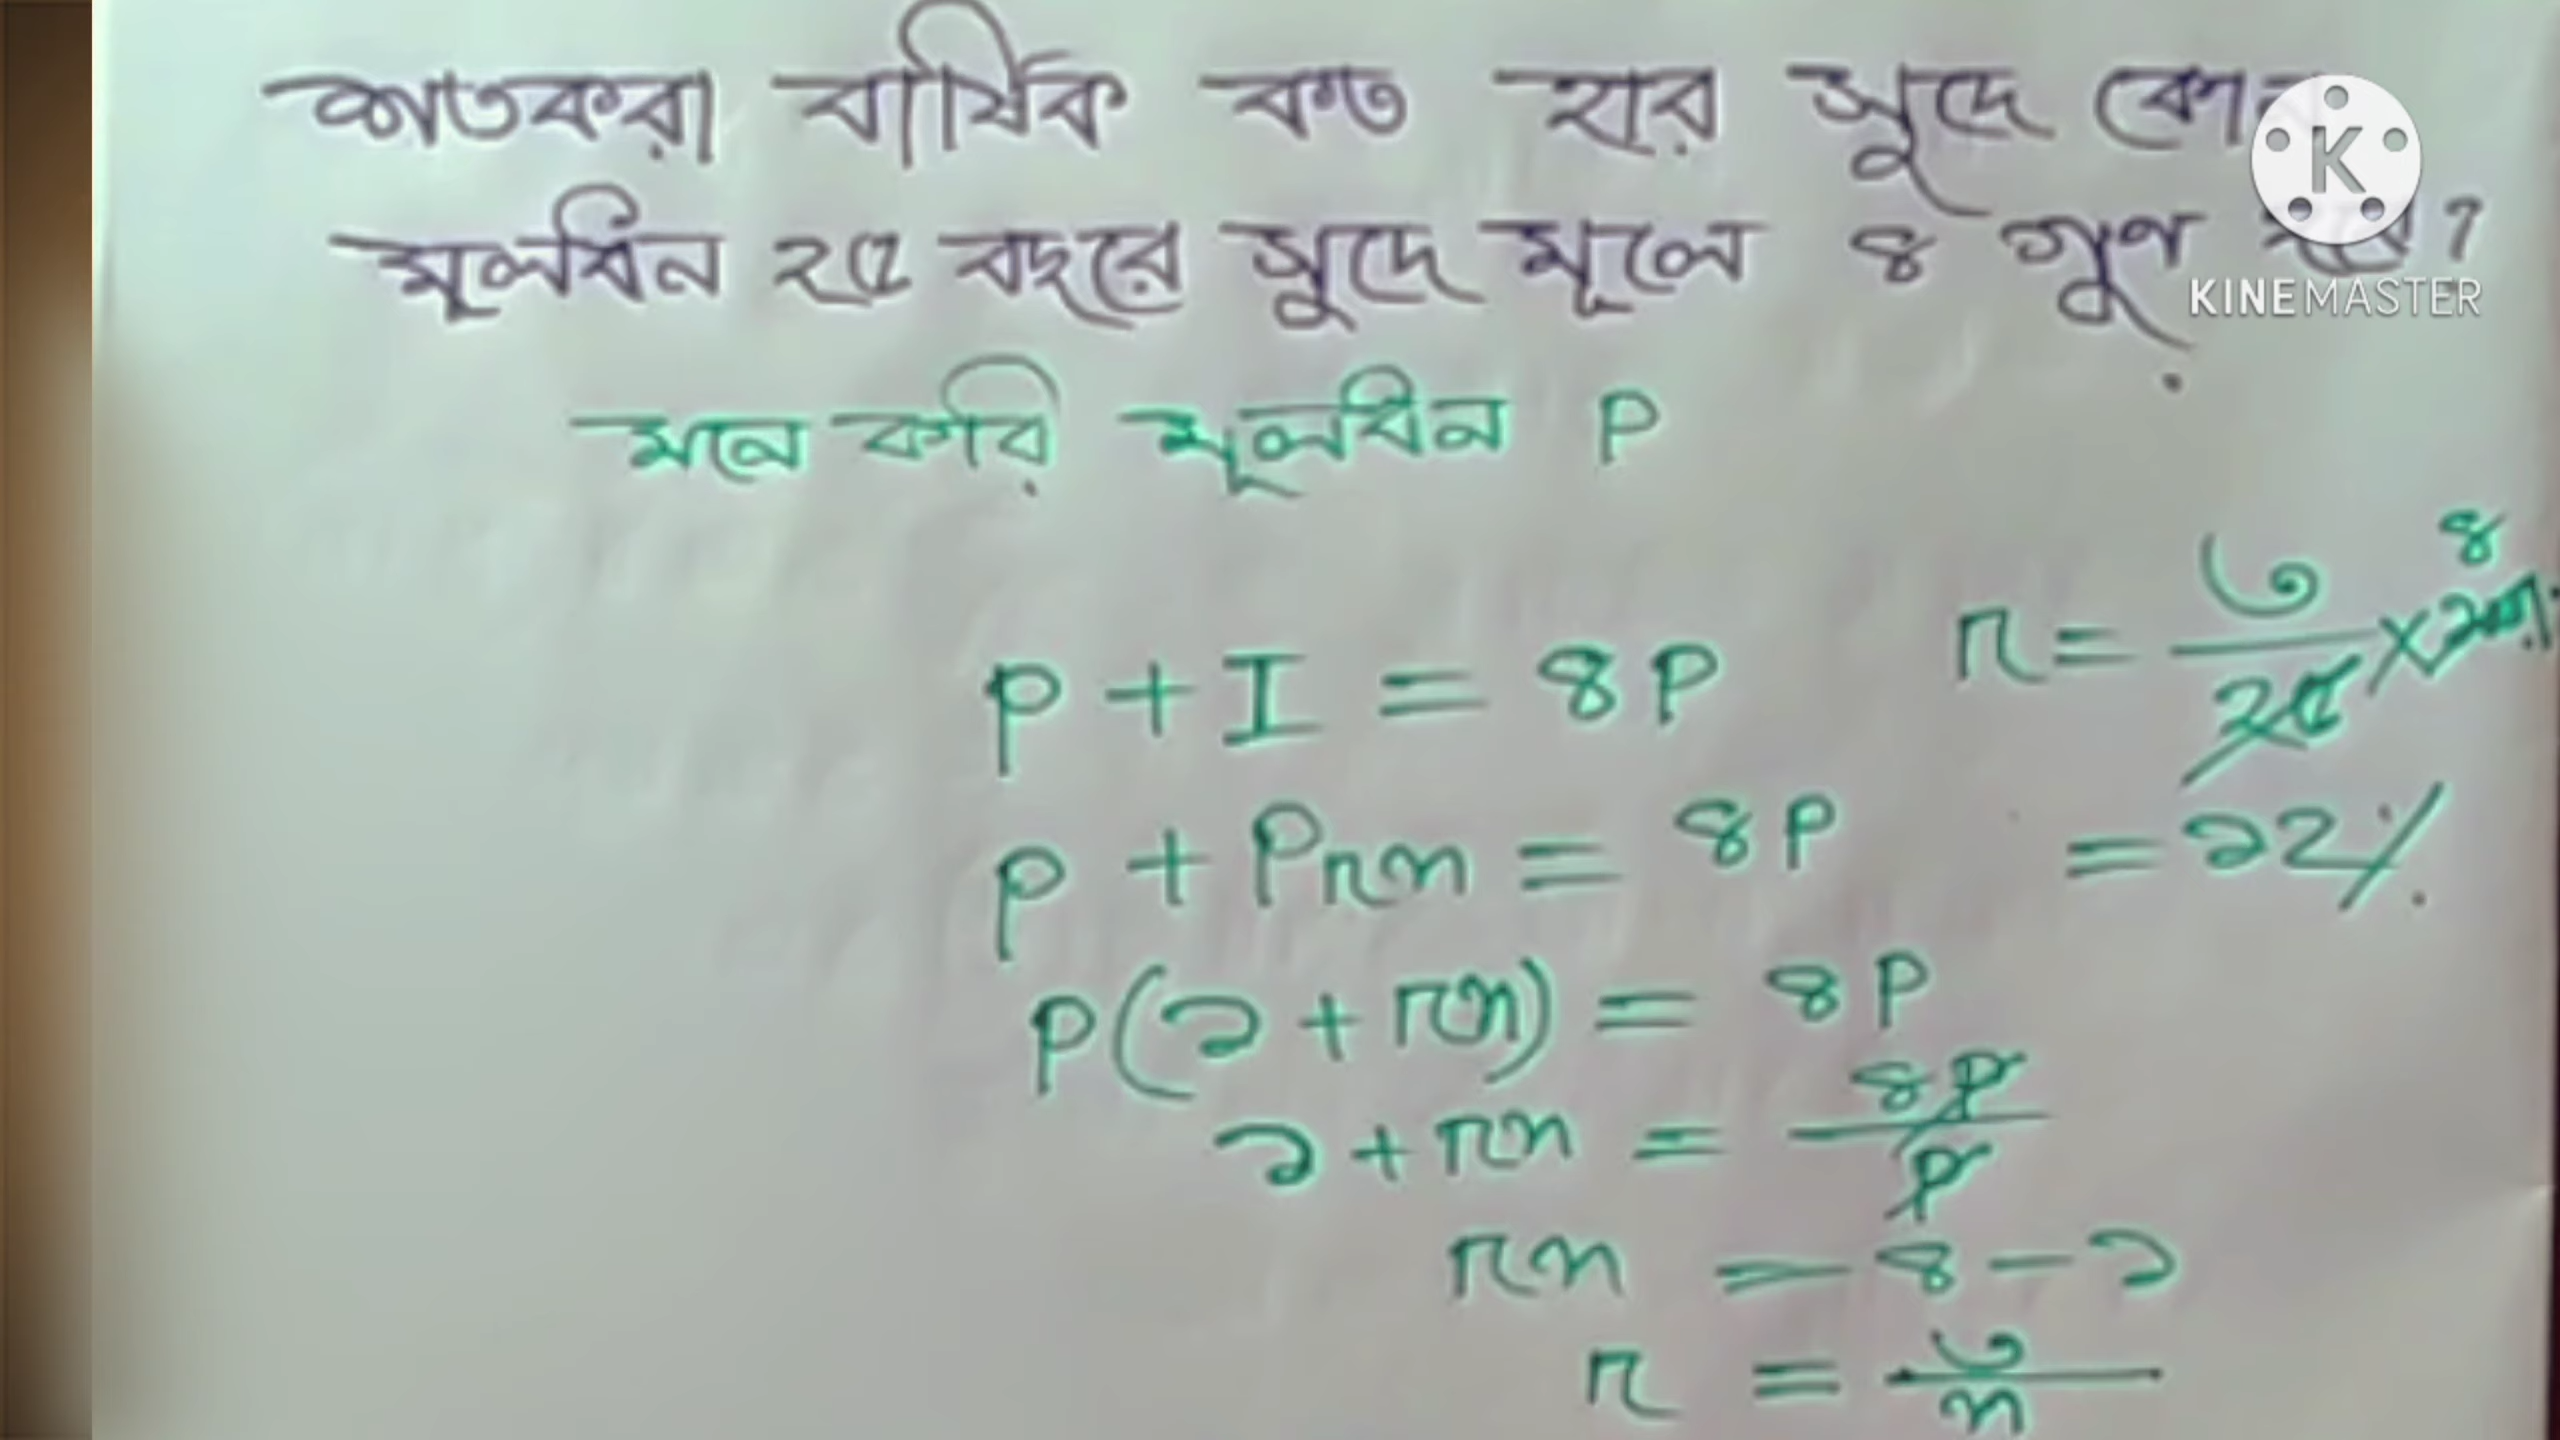 শতকরা বার্ষিক কত হার সুদে কোন
মূলধন ২৫ বছরে সুদে মূলে ৪ গুণ ?
K
KINEMASTER
মনে করি মূলধন P
P + I = ৪P
P + Prn = ৪P
P(১ + rn) = ৪P
১ + rn = ৪P/P
rn = ৪ - ১
r = ৩/n
r = ৩/২৫ × ১০০ ৪
= ১২%